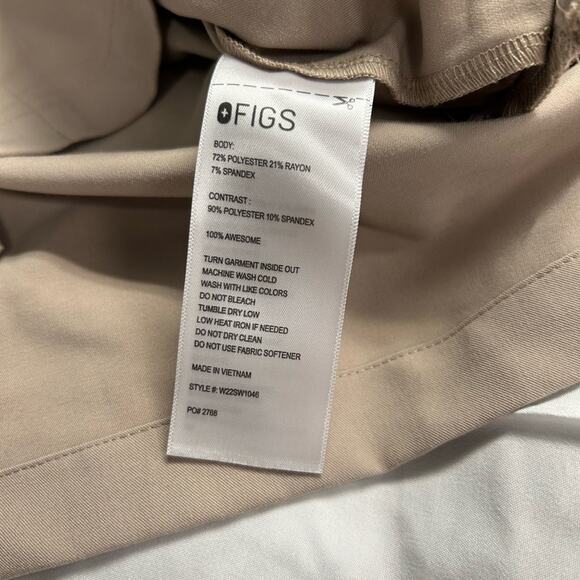 FIGS
BODY:
72% POLYESTER 21% RAYON
7% SPANDEX
CONTRAST :
90% POLYESTER 10% SPANDEX
100% AWESOME
TURN GARMENT INSIDE OUT
MACHINE WASH COLD
WASH WITH LIKE COLORS
DO NOT BLEACH
TUMBLE DRY LOW
LOW HEAT IRON IF NEEDED
DO NOT DRY CLEAN
DO NOT USE FABRIC SOFTENER
MADE IN VIETNAM
STYLE #: W22SW1046
PO# 2768